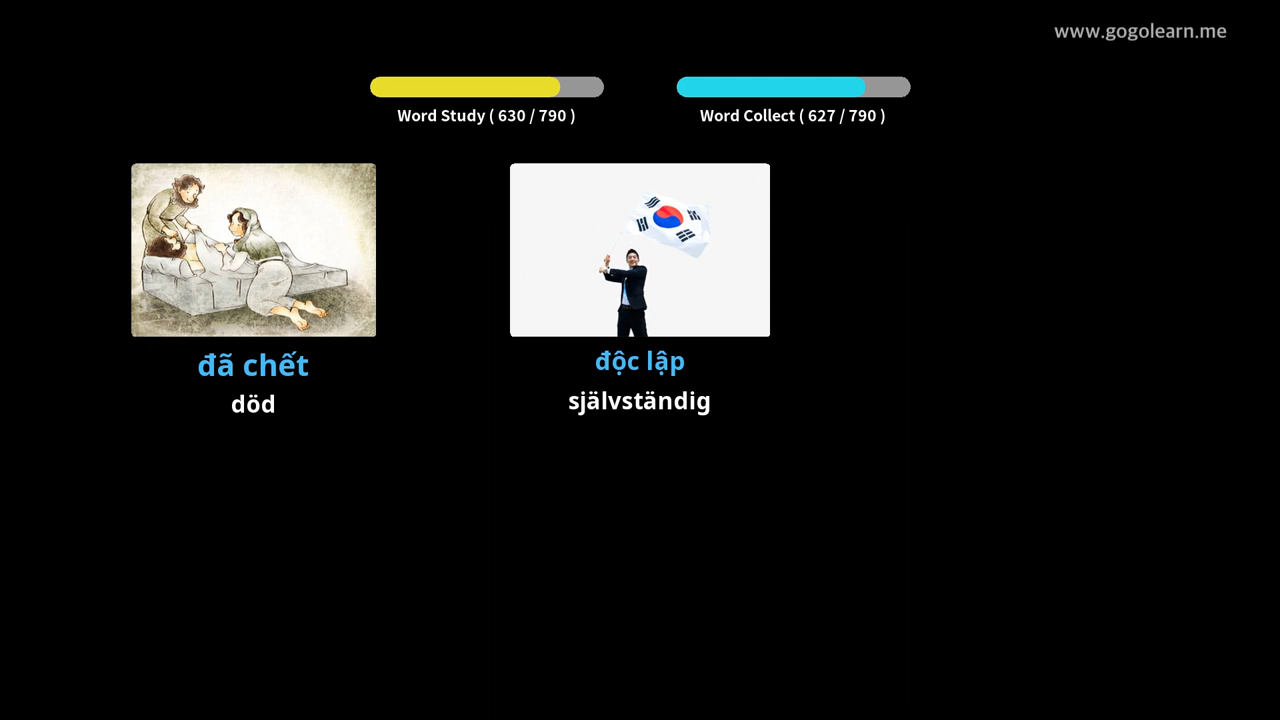 www.gogolearn.me
Word Study ( 630 / 790 )
Word Collect ( 627 / 790 )
đã chết
död
độc lập
självständig